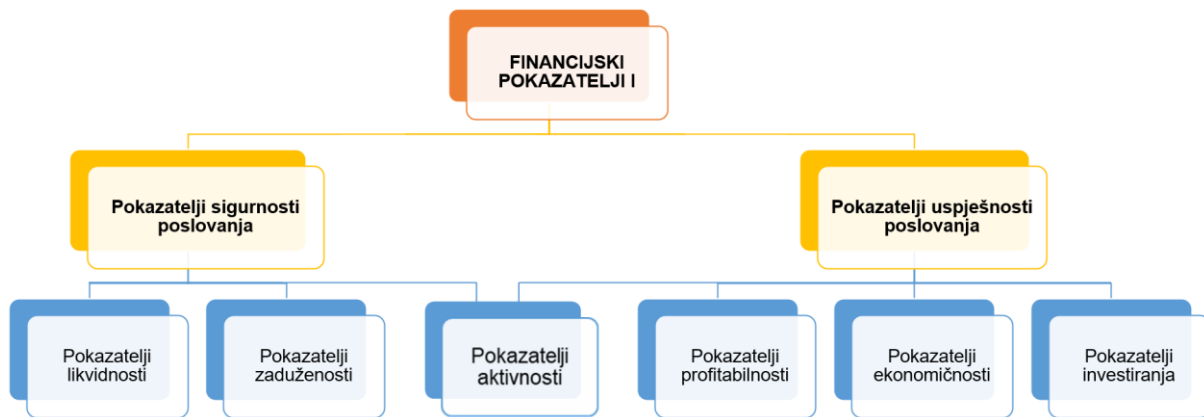 FINANCIJSKI
POKAZATELJI I
Pokazatelji sigurnosti
poslovanja
Pokazatelji uspješnosti
poslovanja
Pokazatelji
likvidnosti
Pokazatelji
zaduženosti
Pokazatelji
aktivnosti
Pokazatelji
profitabilnosti
Pokazatelji
ekonomičnosti
Pokazatelji
investiranja